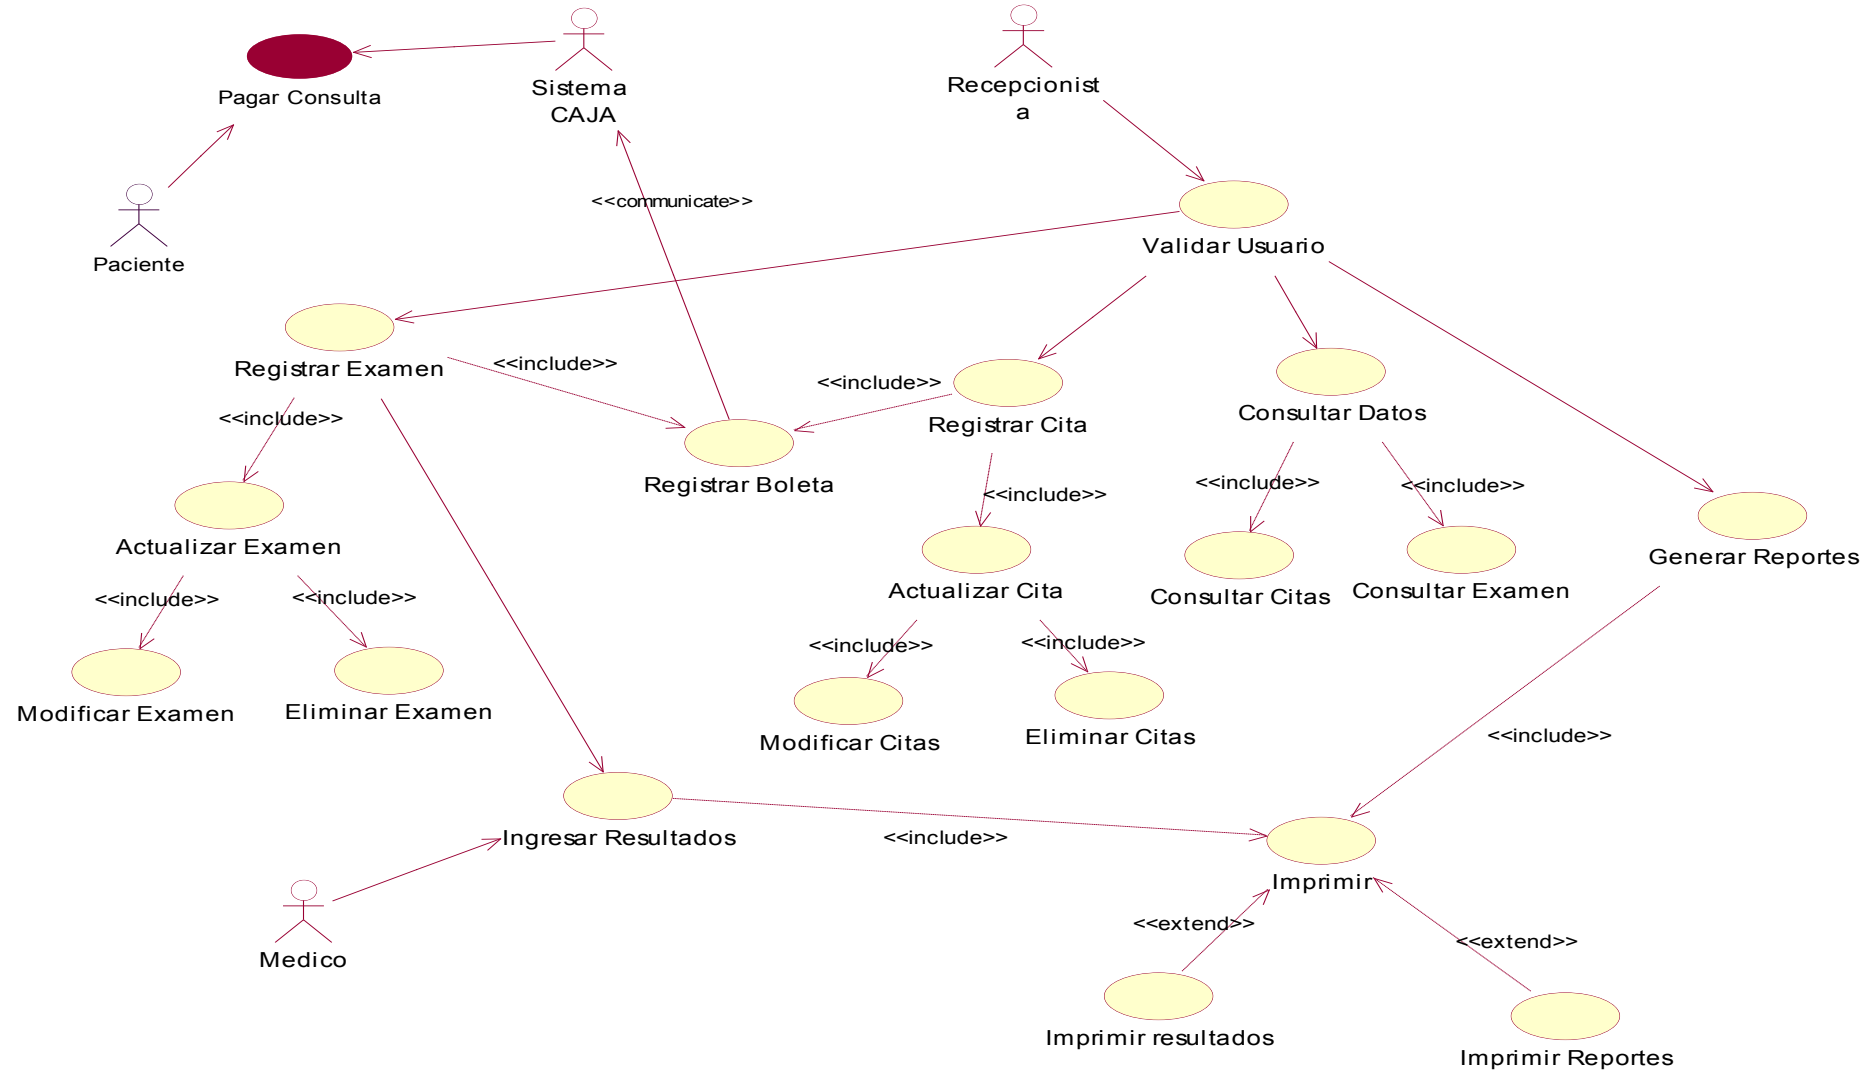 Pagar Consulta
Sistema
CAJA
Recepcionist
a
<<communicate>>
Paciente
Validar Usuario
Registrar Examen
<<include>>
<<include>>
<<include>>
Registrar Cita
Consultar Datos
Registrar Boleta
<<include>>
<<include>>
<<include>>
Actualizar Examen
Actualizar Cita
Consultar Citas
Consultar Examen
Generar Reportes
<<include>>
<<include>>
<<include>>
<<include>>
Modificar Examen
Eliminar Examen
Modificar Citas
Eliminar Citas
<<include>>
Ingresar Resultados
<<include>>
Imprimir
Medico
<<extend>>
<<extend>>
Imprimir resultados
Imprimir Reportes